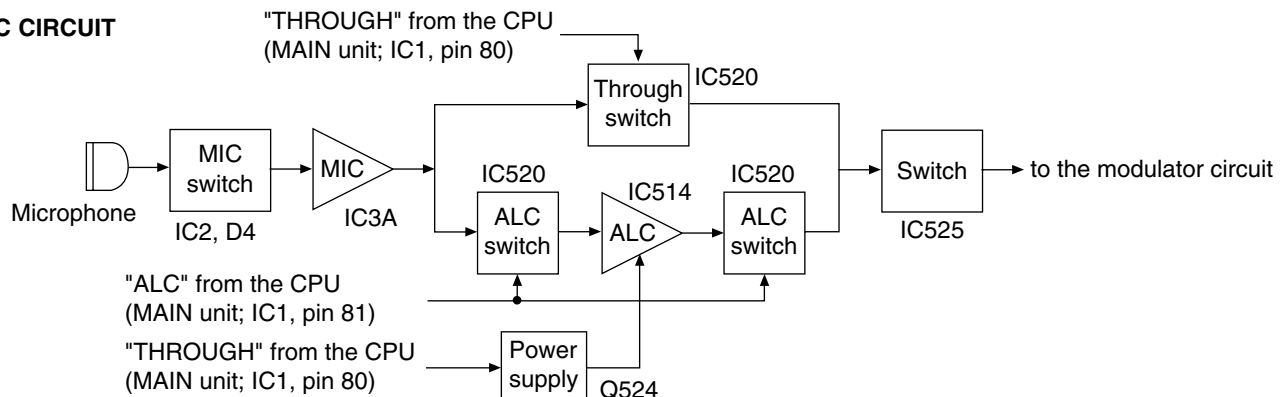 C CIRCUIT
"THROUGH" from the CPU
(MAIN unit; IC1, pin 80)
IC520
Through
switch
MIC
switch
MIC
IC520
IC514
IC520
Switch
to the modulator circuit
Microphone
IC2, D4
IC3A
ALC
switch
ALC
ALC
switch
IC525
"ALC" from the CPU
(MAIN unit; IC1, pin 81)
"THROUGH" from the CPU
(MAIN unit; IC1, pin 80)
Power
supply
Q524